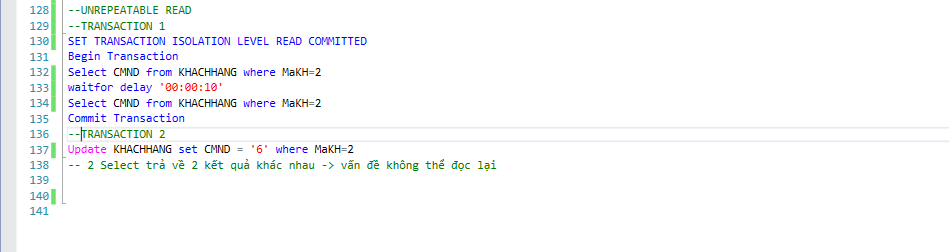 128 --UNREPEATABLE READ
129 --TRANSACTION 1
130 SET TRANSACTION ISOLATION LEVEL READ COMMITTED
131 Begin Transaction
132 Select CMND from KHACHHANG where MaKH=2
133 waitfor delay '00:00:10'
134 Select CMND from KHACHHANG where MaKH=2
135 Commit Transaction
136 --TRANSACTION 2
137 Update KHACHHANG set CMND = '6' where MaKH=2
138 -- 2 Select trả về 2 kết quả khác nhau -> vấn đề không thể đọc lại
139
140
141